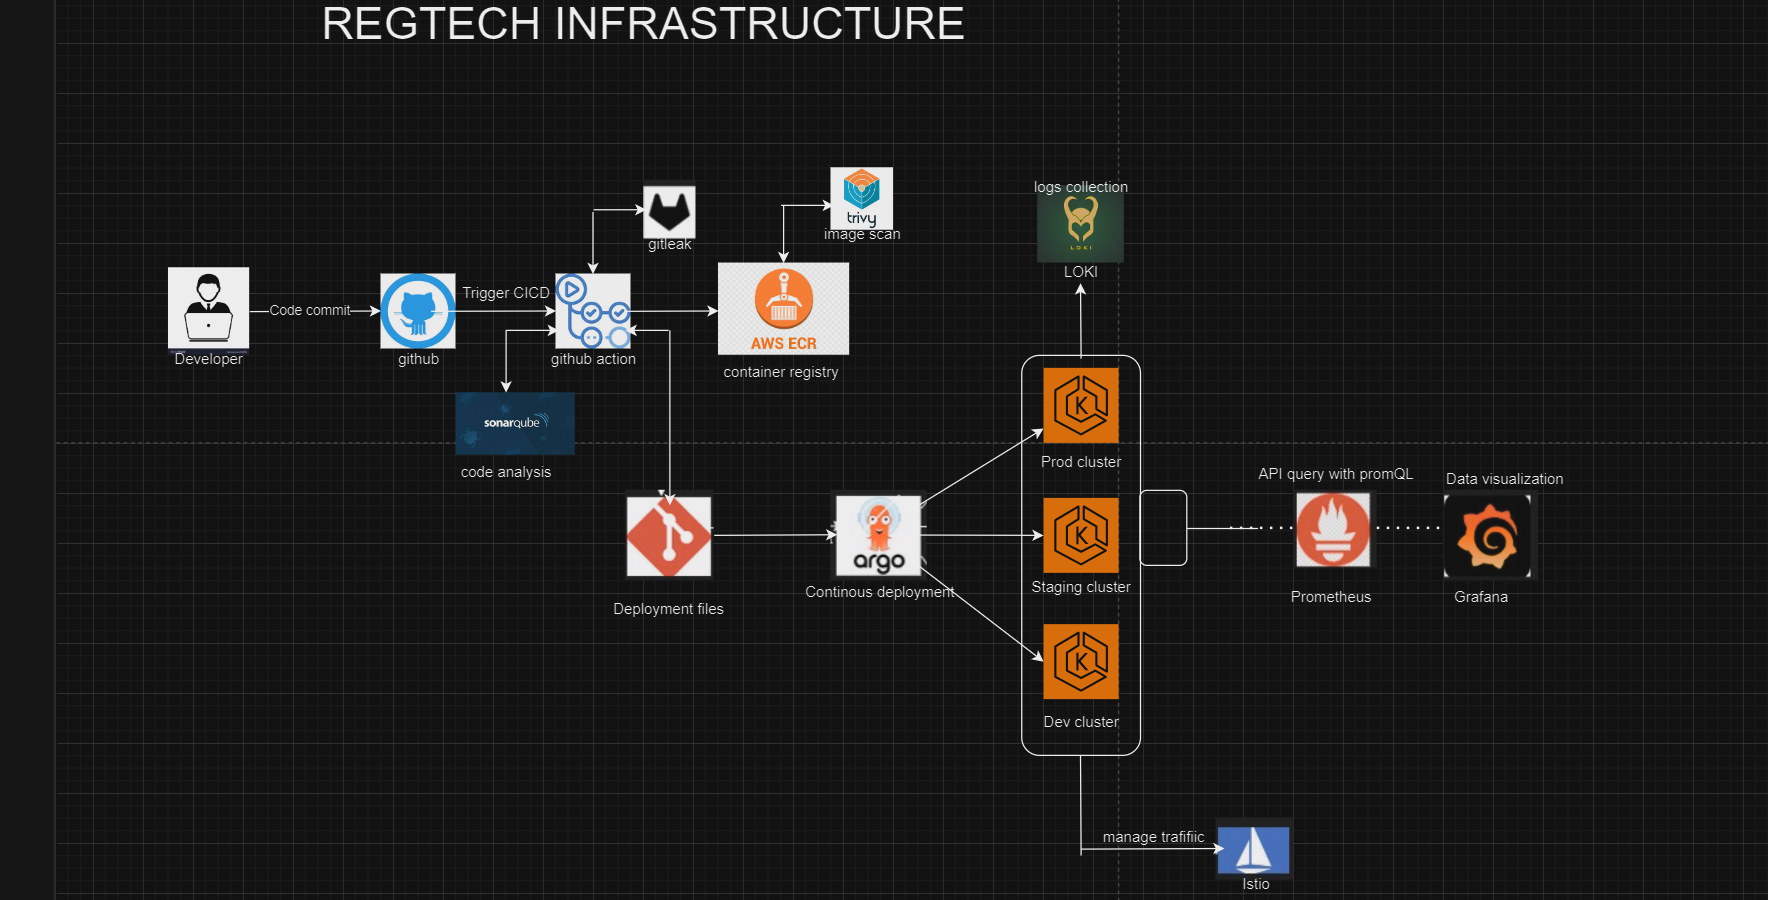 REGTECH INFRASTRUCTURE
trivy
image scan
logs collection
LOKI
LOKI
gitleak
Code commit
Trigger CICD
Developer
github
github action
AWS ECR
container registry
sonarqube
code analysis
Prod cluster
API query with promQL
Data visualization
argo
Continous deployment
Deployment files
Staging cluster
Prometheus
Grafana
Dev cluster
manage trafifiic
Istio